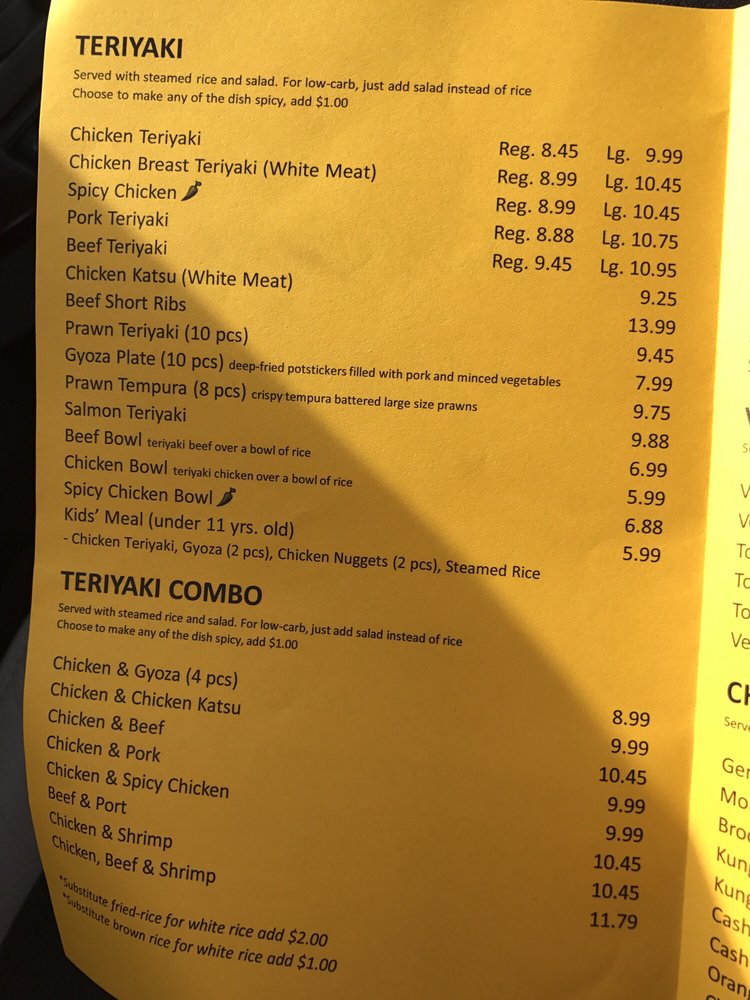 TERIYAKI
Served with steamed rice and salad. For low-carb, just add salad instead of rice
Choose to make any of the dish spicy, add $1.00
Chicken Teriyaki Reg. 8.45 Lg. 9.99
Chicken Breast Teriyaki (White Meat) Reg. 8.99 Lg. 10.45
Spicy Chicken Reg. 8.99 Lg. 10.45
Pork Teriyaki Reg. 8.88 Lg. 10.75
Beef Teriyaki Reg. 9.45 Lg. 10.95
Chicken Katsu (White Meat) 9.25
Beef Short Ribs 13.99
Prawn Teriyaki (10 pcs) 9.45
Gyoza Plate (10 pcs) deep-fried potstickers filled with pork and minced vegetables 7.99
Prawn Tempura (8 pcs) crispy tempura battered large size prawns 9.75
Salmon Teriyaki 9.88
Beef Bowl teriyaki beef over a bowl of rice 6.99
Chicken Bowl teriyaki chicken over a bowl of rice 5.99
Spicy Chicken Bowl 6.88
Kids' Meal (under 11 yrs. old) 5.99
- Chicken Teriyaki, Gyoza (2 pcs), Chicken Nuggets (2 pcs), Steamed Rice
TERIYAKI COMBO
Served with steamed rice and salad. For low-carb, just add salad instead of rice
Choose to make any of the dish spicy, add $1.00
Chicken & Gyoza (4 pcs) 8.99
Chicken & Chicken Katsu 9.99
Chicken & Beef 10.45
Chicken & Pork 9.99
Chicken & Spicy Chicken 9.99
Beef & Port 10.45
Chicken & Shrimp 10.45
Chicken, Beef & Shrimp 11.79
*Substitute fried-rice for white rice add $2.00
*Substitute brown rice for white rice add $1.00
Kung
Kung
Cash
Cash